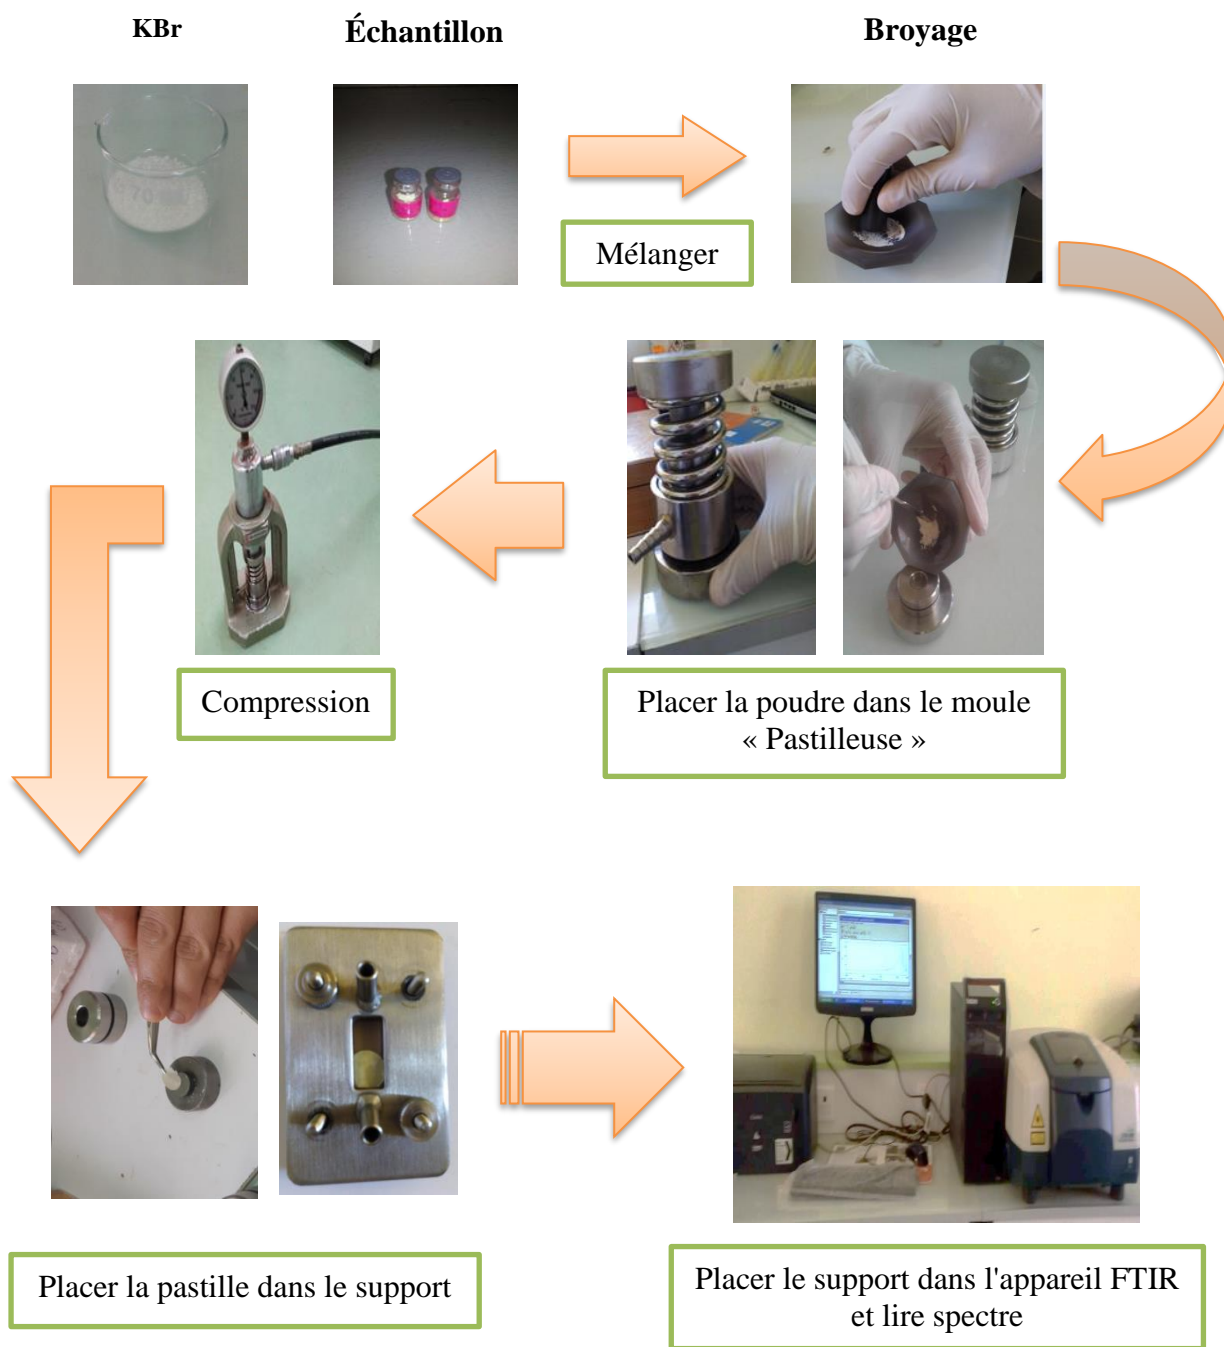 KBr
Échantillon
Broyage
Mélanger
Compression
Placer la poudre dans le moule
« Pastilleuse »
Placer la pastille dans le support
Placer le support dans l'appareil FTIR
et lire spectre